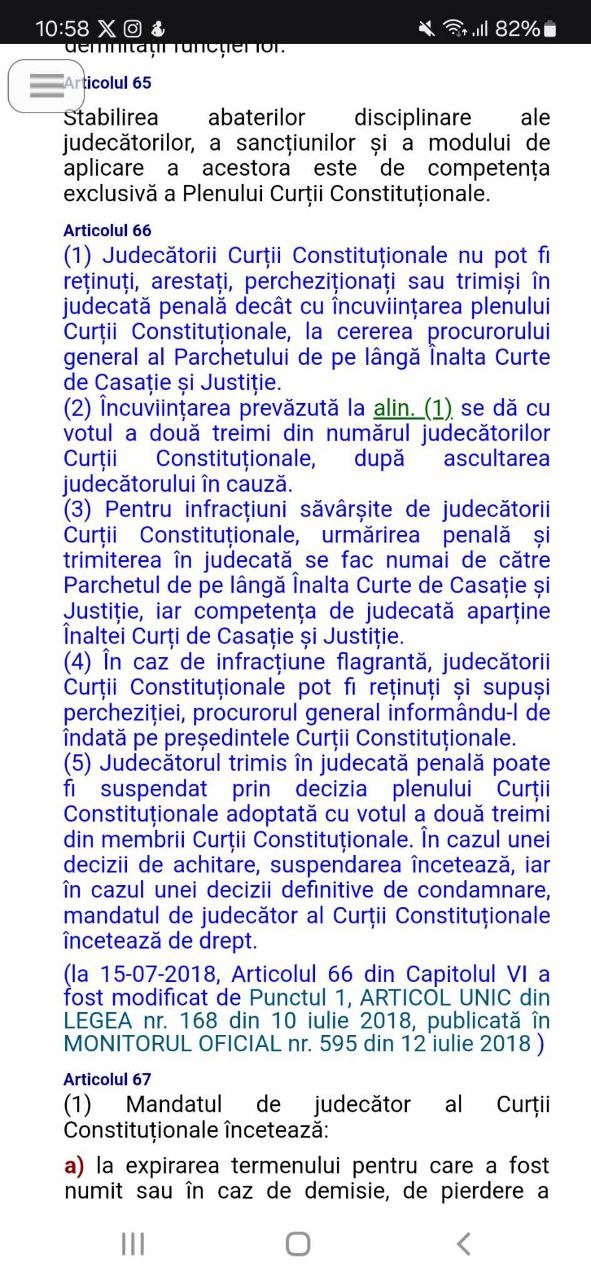 10:58 82%
demnității funcției lor.
Articolul 65
Stabilirea abaterilor disciplinare ale
judecătorilor, a sancțiunilor și a modului de
aplicare a acestora este de competența
exclusivă a Plenului Curții Constituționale.
Articolul 66
(1) Judecătorii Curții Constituționale nu pot fi
reținuți, arestați, percheziționați sau trimiși în
judecată penală decât cu încuviințarea plenului
Curții Constituționale, la cererea procurorului
general al Parchetului de pe lângă Înalta Curte
de Casație și Justiție.
(2) Încuviințarea prevăzută la alin. (1) se dă cu
votul a două treimi din numărul judecătorilor
Curții Constituționale, după ascultarea
judecătorului în cauză.
(3) Pentru infracțiuni săvârșite de judecătorii
Curții Constituționale, urmărirea penală și
trimiterea în judecată se fac numai de către
Parchetul de pe lângă Înalta Curte de Casație și
Justiție, iar competența de judecată aparține
Înaltei Curți de Casație și Justiție.
(4) În caz de infracțiune flagrantă, judecătorii
Curții Constituționale pot fi reținuți și supuși
percheziției, procurorul general informându-l de
îndată pe președintele Curții Constituționale.
(5) Judecătorul trimis în judecată penală poate
fi suspendat prin decizia plenului Curții
Constituționale adoptată cu votul a două treimi
din membrii Curții Constituționale. În cazul unei
decizii de achitare, suspendarea încetează, iar
în cazul unei decizii definitive de condamnare,
mandatul de judecător al Curții Constituționale
încetează de drept.
(la 15-07-2018, Articolul 66 din Capitolul VI a
fost modificat de Punctul 1, ARTICOL UNIC din
LEGEA nr. 168 din 10 iulie 2018, publicată în
MONITORUL OFICIAL nr. 595 din 12 iulie 2018 )
Articolul 67
(1) Mandatul de judecător al Curții
Constituționale încetează:
a) la expirarea termenului pentru care a fost
numit sau în caz de demisie, de pierdere a